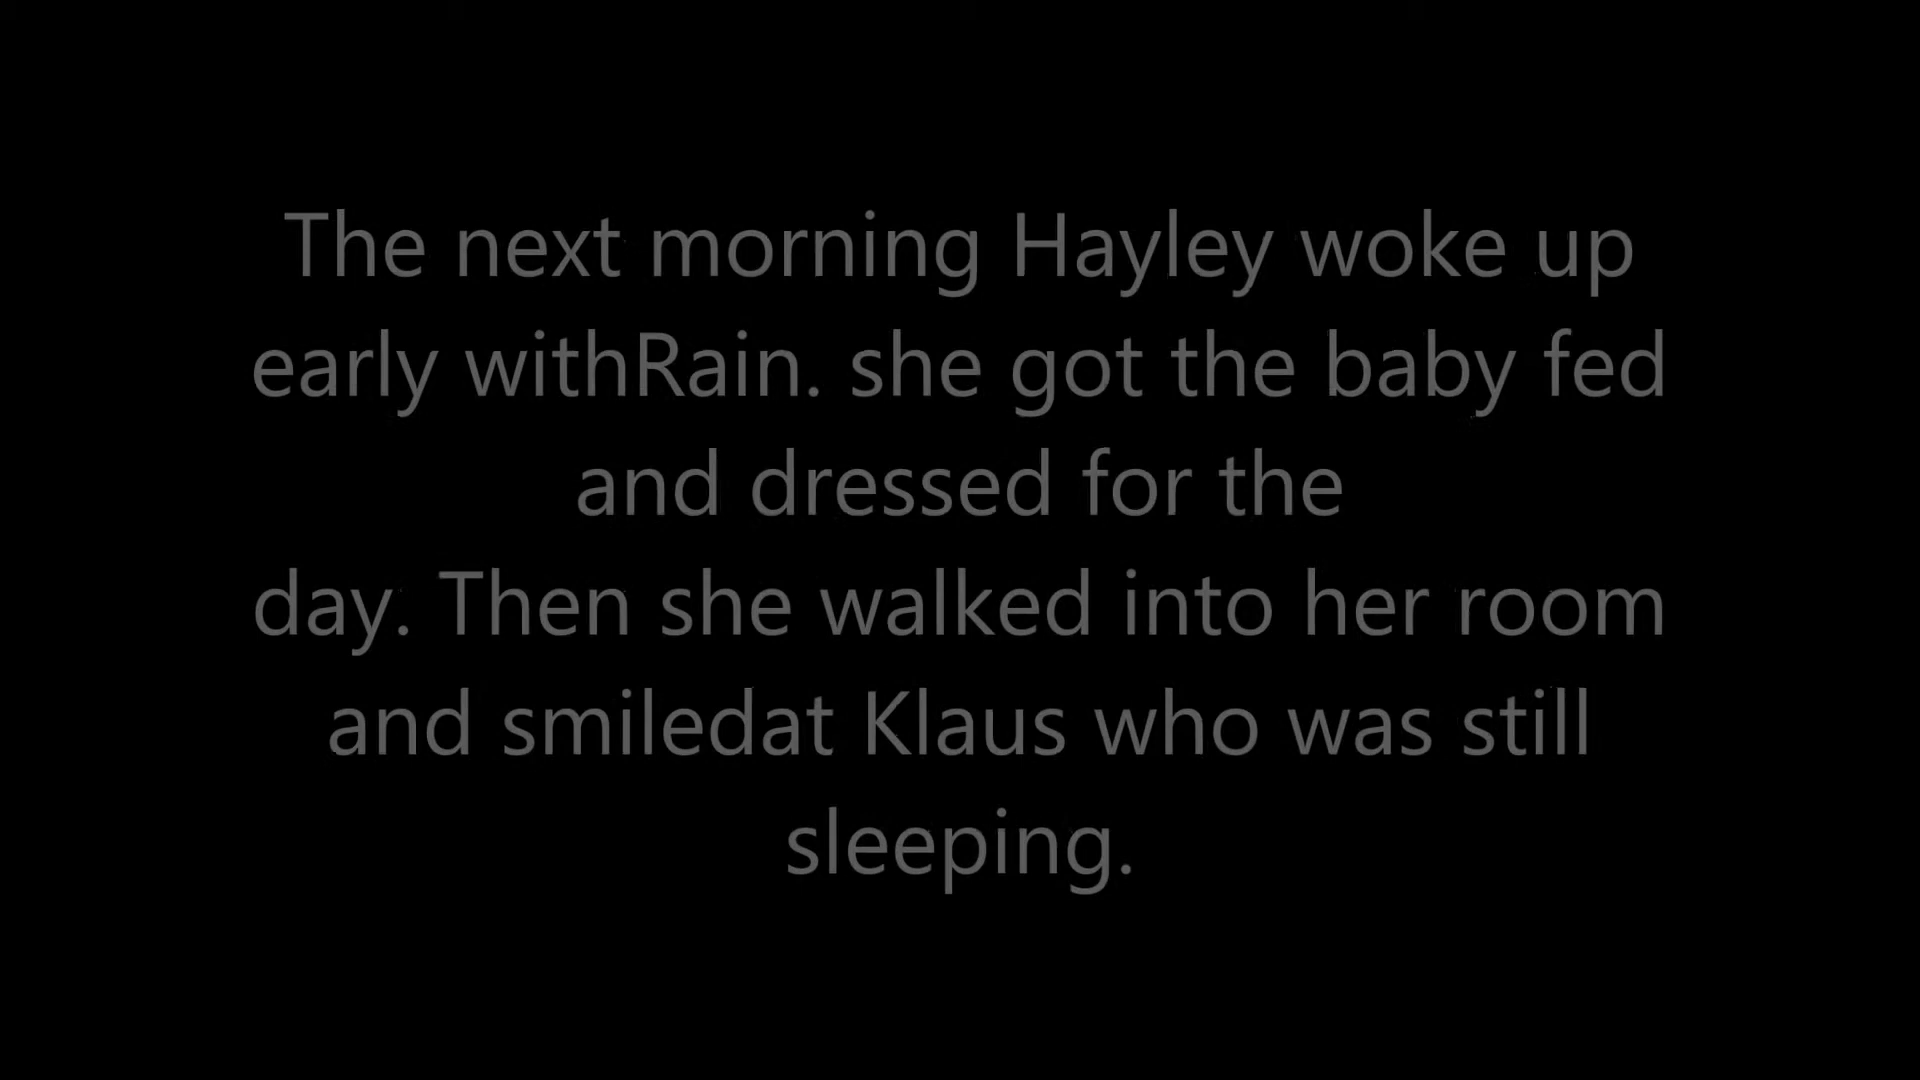 The next morning Hayley woke up
early withRain. she got the baby fed
and dressed for the
day. Then she walked into her room
and smiledat Klaus who was still
sleeping.